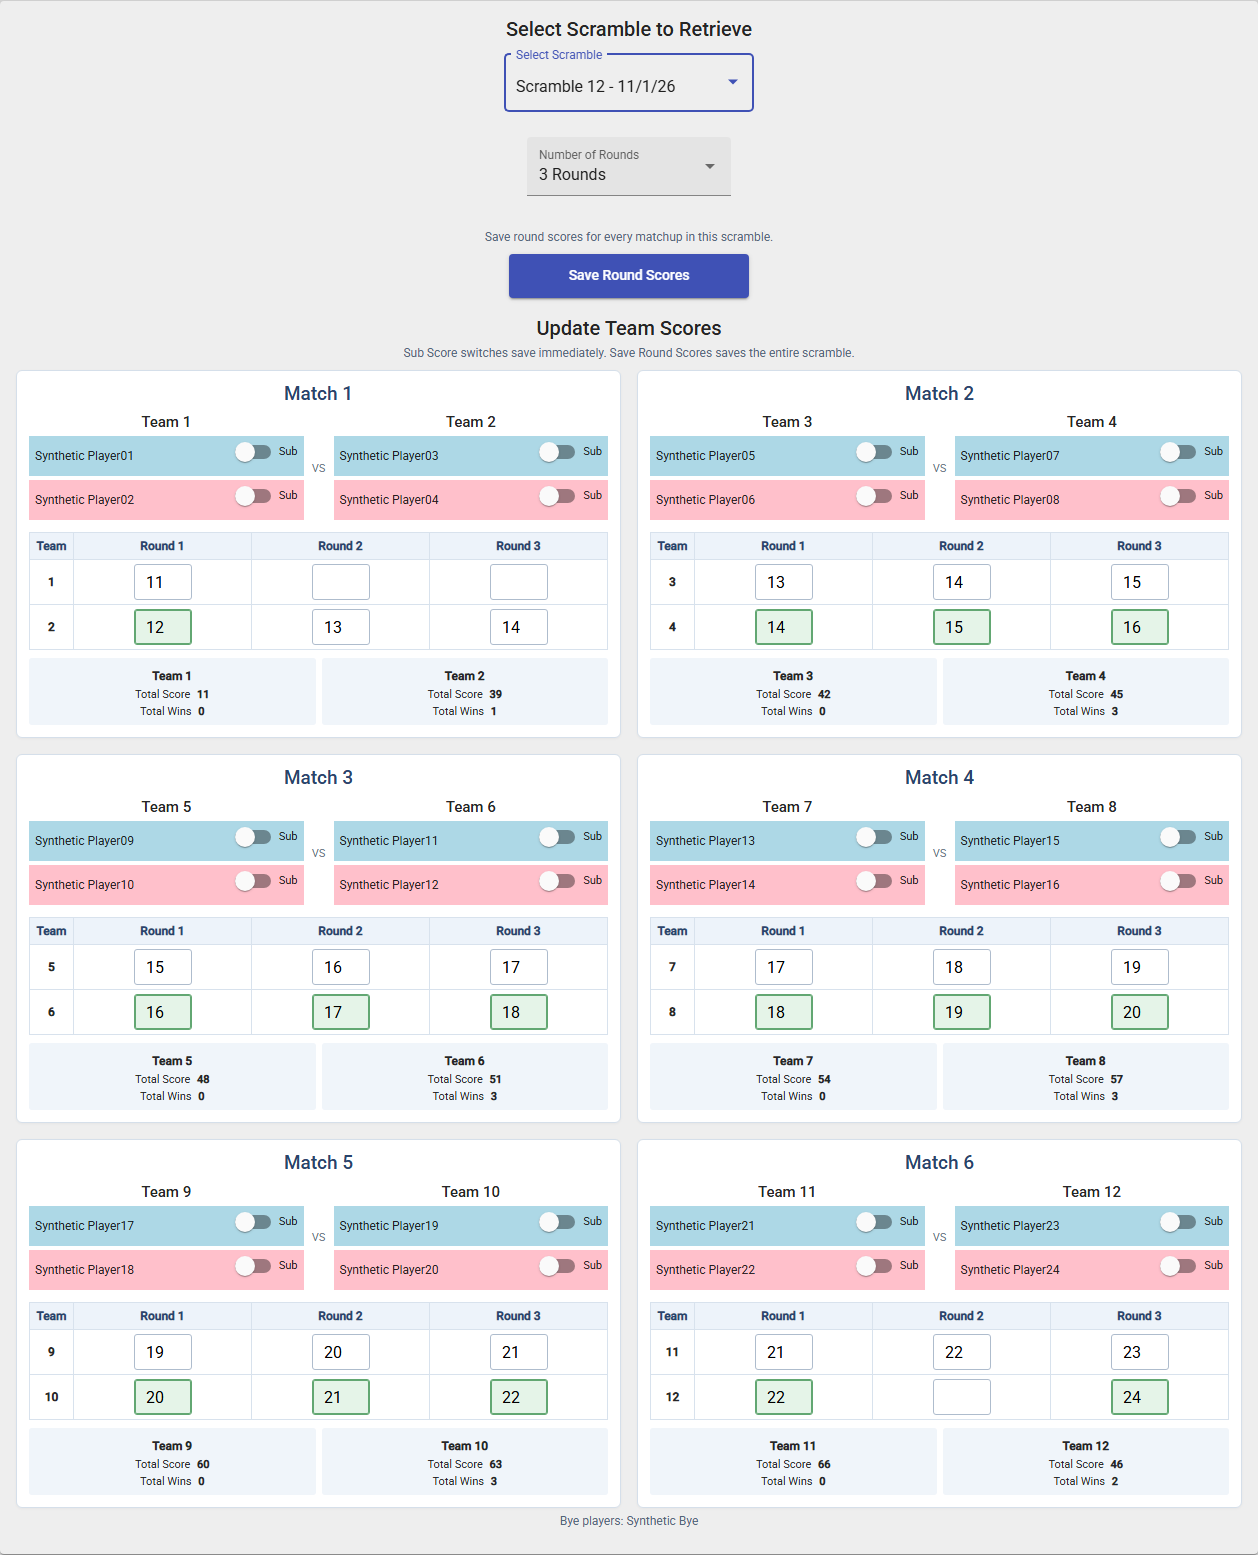 Select Scramble to Retrieve
Select Scramble
Scramble 12 - 11/1/26
Number of Rounds
3 Rounds
Save round scores for every matchup in this scramble.
Save Round Scores
Update Team Scores
Sub Score switches save immediately. Save Round Scores saves the entire scramble.
Match 1
Team 1 Team 2
Synthetic Player01 Sub Synthetic Player03 Sub
VS
Synthetic Player02 Sub Synthetic Player04 Sub
Team Round 1 Round 2 Round 3
1 11
2 12 13 14
Team 1 Team 2
Total Score 11 Total Score 39
Total Wins 0 Total Wins 1
Match 2
Team 3 Team 4
Synthetic Player05 Sub Synthetic Player07 Sub
VS
Synthetic Player06 Sub Synthetic Player08 Sub
Team Round 1 Round 2 Round 3
3 13 14 15
4 14 15 16
Team 3 Team 4
Total Score 42 Total Score 45
Total Wins 0 Total Wins 3
Match 3
Team 5 Team 6
Synthetic Player09 Sub Synthetic Player11 Sub
VS
Synthetic Player10 Sub Synthetic Player12 Sub
Team Round 1 Round 2 Round 3
5 15 16 17
6 16 17 18
Team 5 Team 6
Total Score 48 Total Score 51
Total Wins 0 Total Wins 3
Match 4
Team 7 Team 8
Synthetic Player13 Sub Synthetic Player15 Sub
VS
Synthetic Player14 Sub Synthetic Player16 Sub
Team Round 1 Round 2 Round 3
7 17 18 19
8 18 19 20
Team 7 Team 8
Total Score 54 Total Score 57
Total Wins 0 Total Wins 3
Match 5
Team 9 Team 10
Synthetic Player17 Sub Synthetic Player19 Sub
VS
Synthetic Player18 Sub Synthetic Player20 Sub
Team Round 1 Round 2 Round 3
9 19 20 21
10 20 21 22
Team 9 Team 10
Total Score 60 Total Score 63
Total Wins 0 Total Wins 3
Match 6
Team 11 Team 12
Synthetic Player21 Sub Synthetic Player23 Sub
VS
Synthetic Player22 Sub Synthetic Player24 Sub
Team Round 1 Round 2 Round 3
11 21 22 23
12 22 24
Team 11 Team 12
Total Score 66 Total Score 46
Total Wins 0 Total Wins 2
Bye players: Synthetic Bye